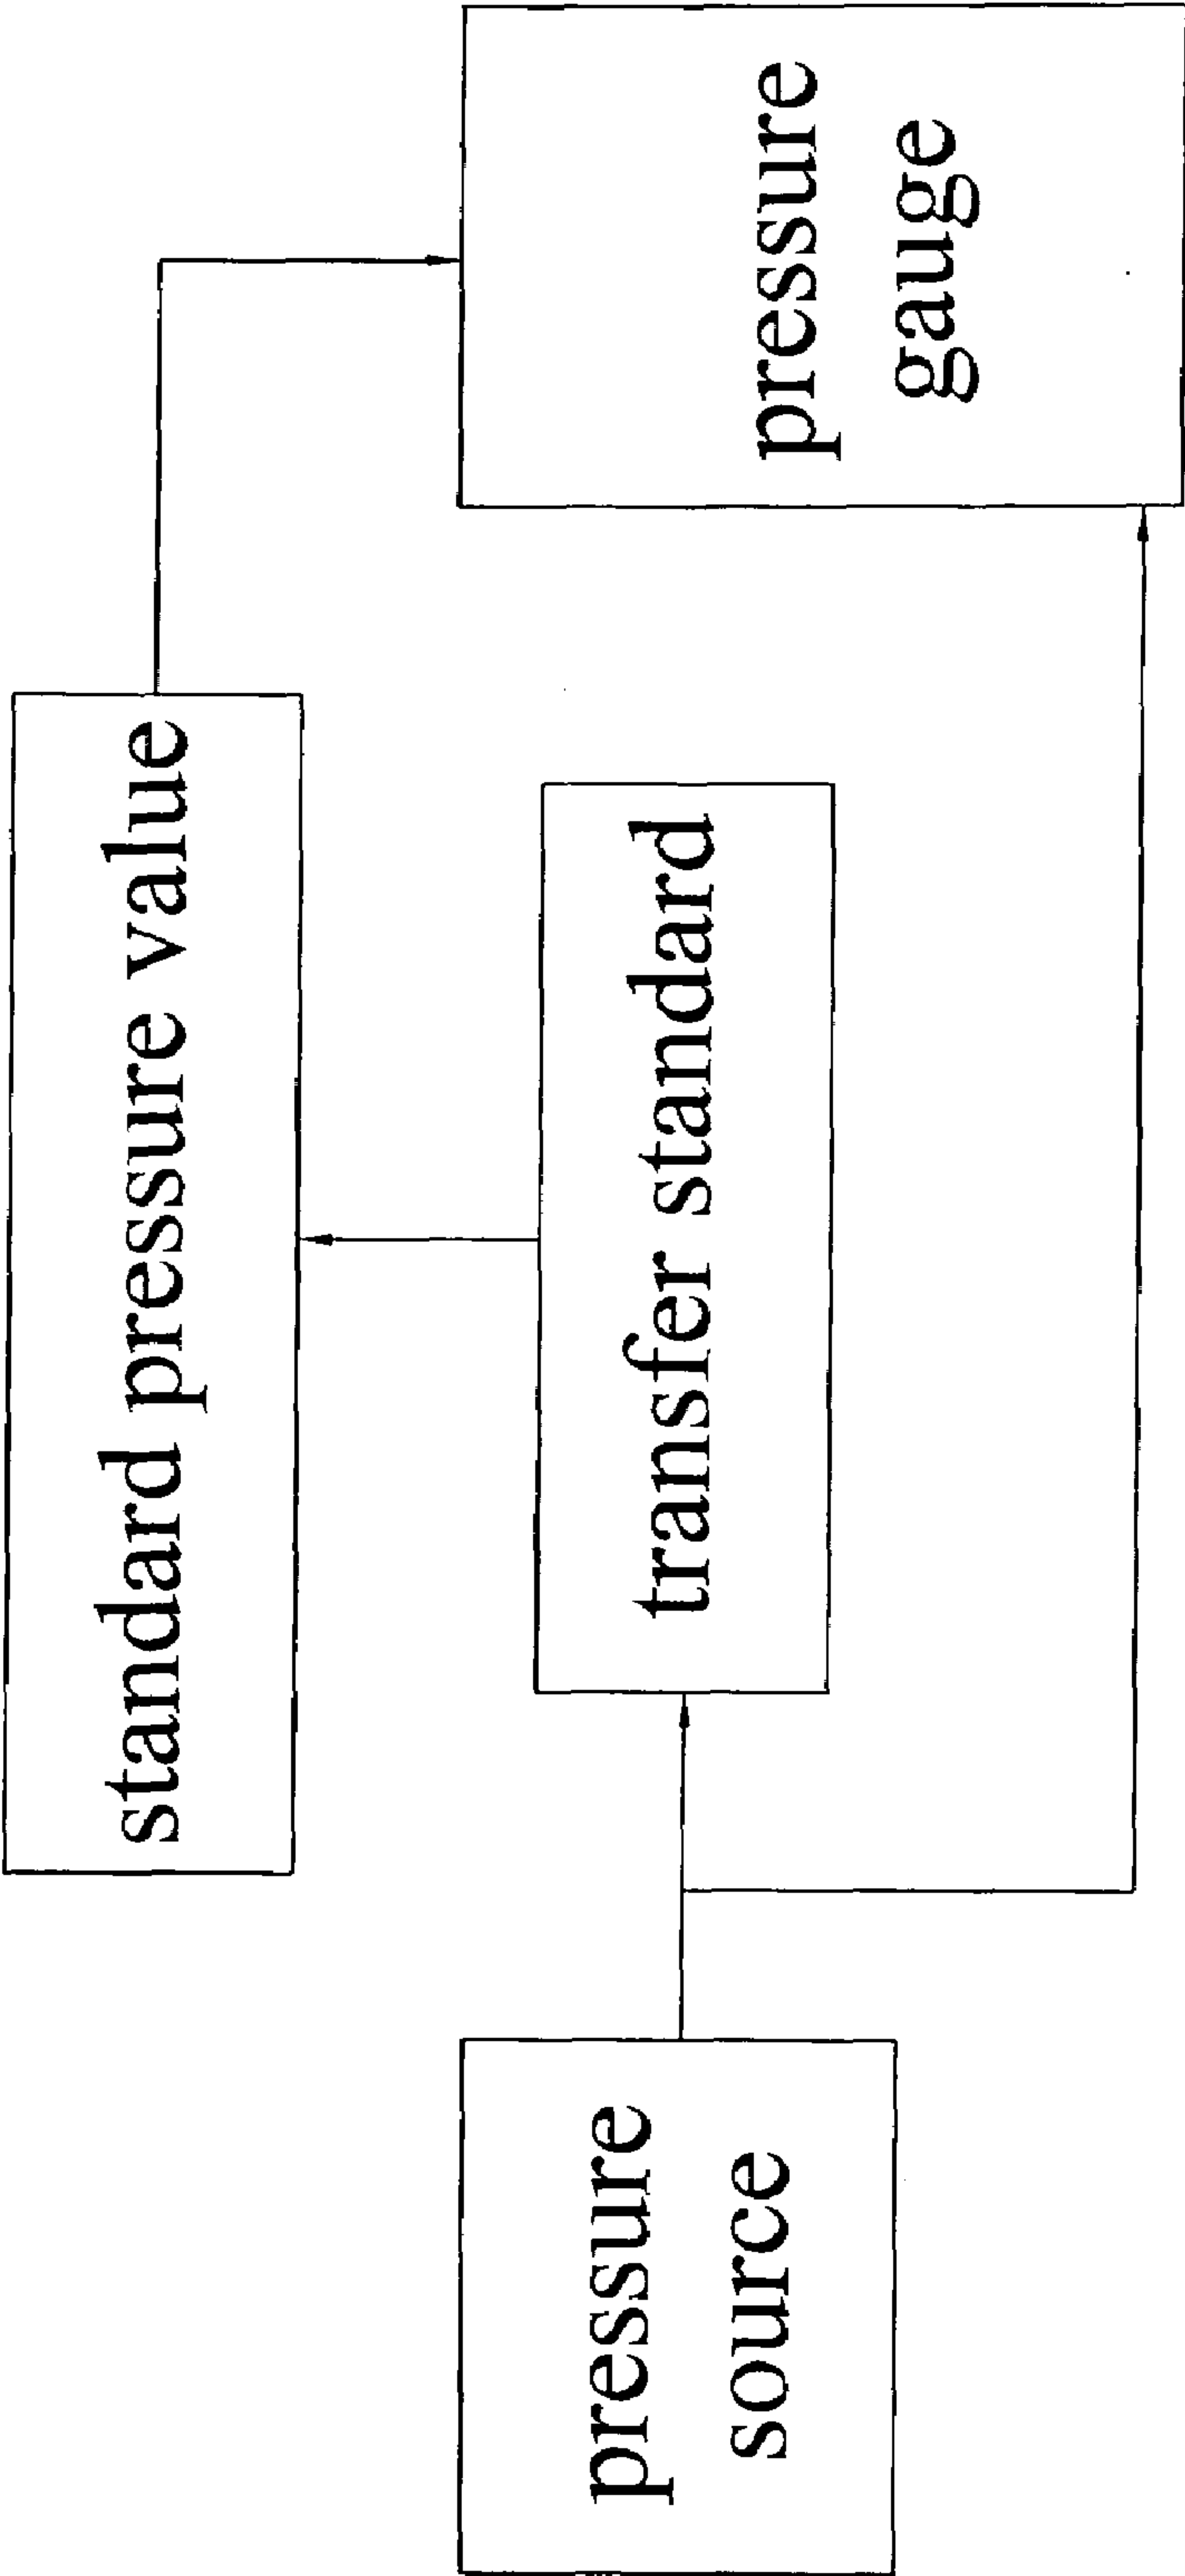 standard pressure value
pressure
source
transfer standard
pressure
gauge